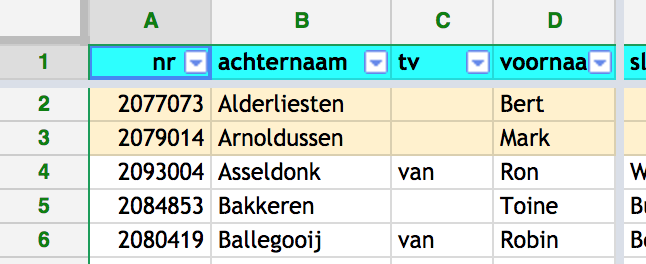 A B C D
1 nr achternaam tv voornaa
2 2077073 Alderliesten Bert
3 2079014 Arnoldussen Mark
4 2093004 Asseldonk van Ron W
5 2084853 Bakkeren Toine
6 2080419 Ballegooij van Robin